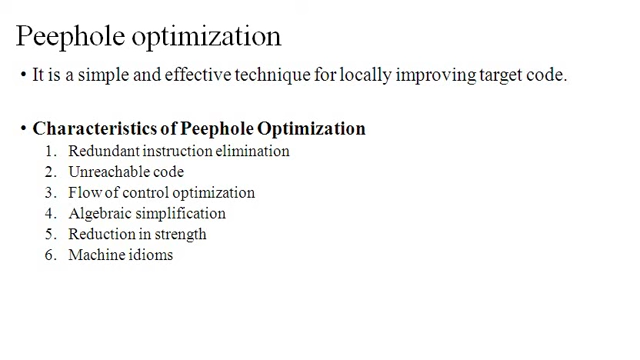 Peephole optimization
• It is a simple and effective technique for locally improving target code.
• Characteristics of Peephole Optimization
1. Redundant instruction elimination
2. Unreachable code
3. Flow of control optimization
4. Algebraic simplification
5. Reduction in strength
6. Machine idioms